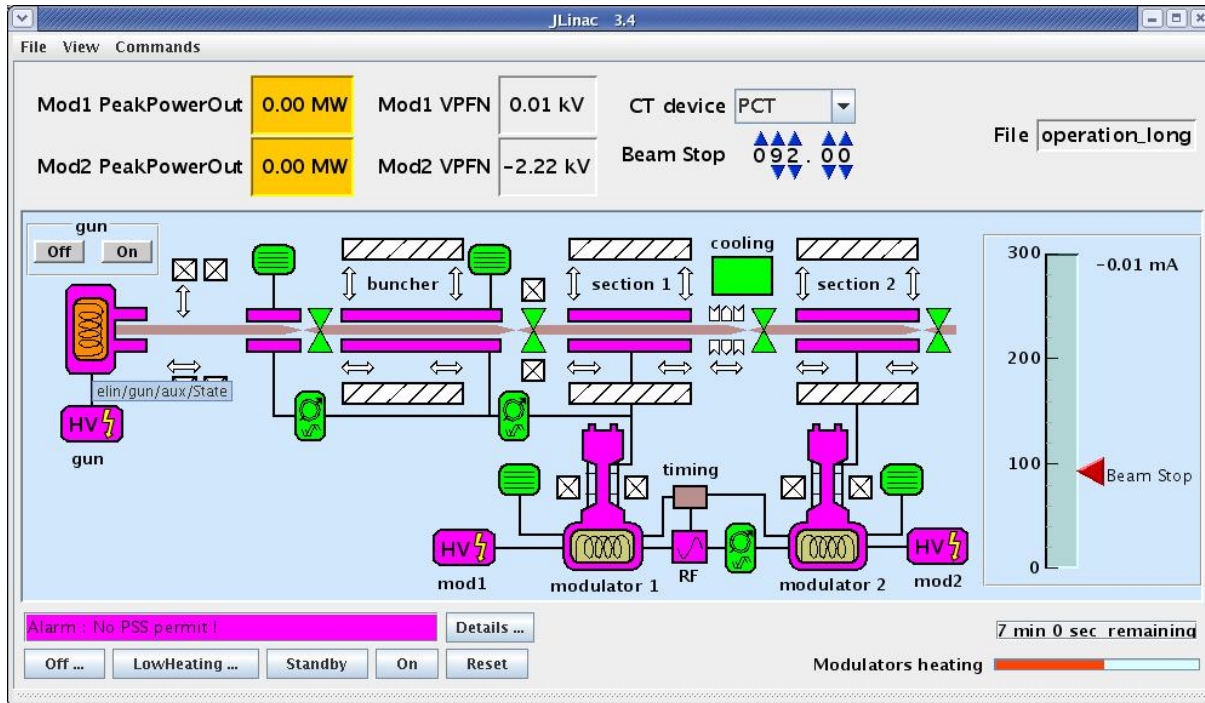 JLinac 3.4
File View Commands
Mod1 PeakPowerOut 0.00 MW Mod1 VPFN 0.01 kV CT device PCT
Mod2 PeakPowerOut 0.00 MW Mod2 VPFN -2.22 kV Beam Stop 092.00
File operation_long
gun
Off On
cooling
buncher section 1 section 2
300 -0.01 mA
200
elin/gun/aux/State
HV
gun
timing
100 Beam Stop
HV HV
mod1 modulator 1 RF modulator 2 mod2
0
Alarm : No PSS permit ! Details ...
7 min 0 sec remaining
Off ... LowHeating ... Standby On Reset
Modulators heating